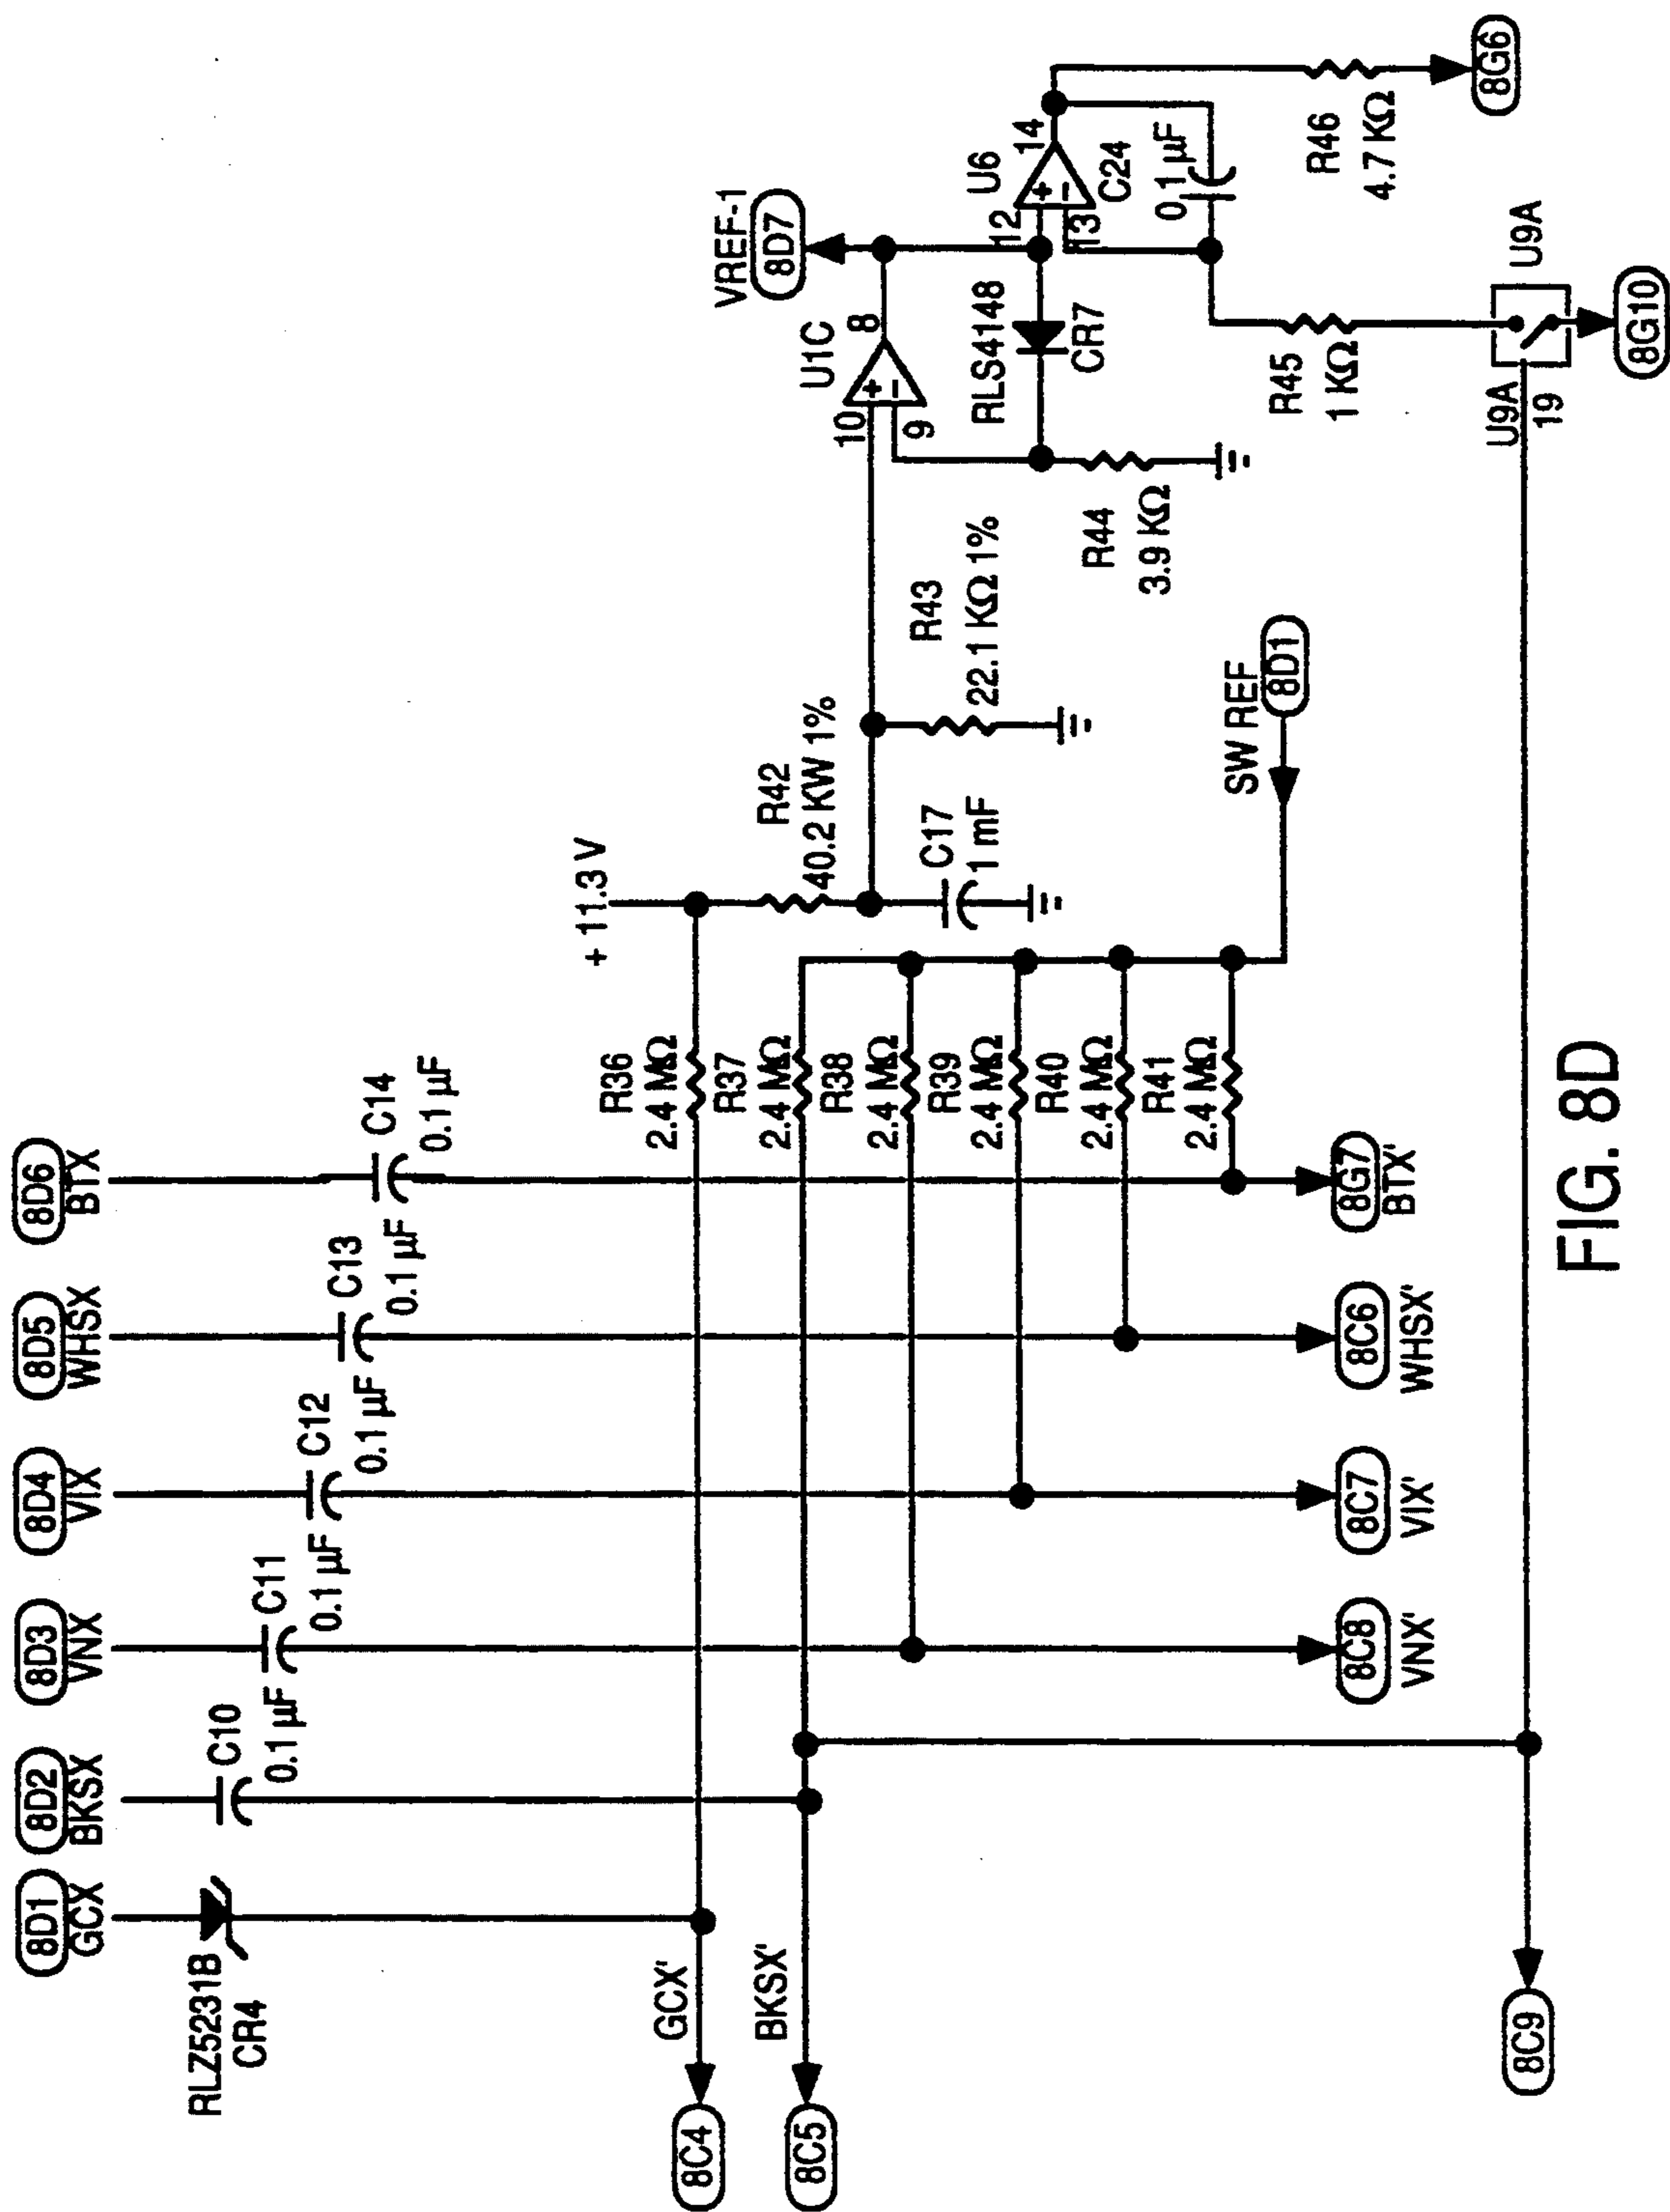 8D1
GCX
8D2
BKSX
8D3
VNX
8D4
VIX
8D5
WHSX
8D6
BTX
RLZ5231B
CR4
C10
0.1 µF
C11
0.1 µF
C12
0.1 µF
C13
0.1 µF
C14
0.1 µF
+ 11.3 V
R36
2.4 MΩ
R37
2.4 MΩ
R38
2.4 MΩ
R39
2.4 MΩ
R40
2.4 MΩ
R41
2.4 MΩ
GCX'
8C4
BKSX'
8C5
R42
40.2 KW 1%
C17
1 mF
R43
22.1 KΩ 1%
SW REF
8D1
VREF-1
8D7
U1C
10
9
8
+
−
RLS4148
CR7
R44
3.9 KΩ
U6
12
13
14
+
−
C24
0.1 µF
R45
1 KΩ
R46
4.7 KΩ
8G6
U9A
19
U9A
8G10
8C8
VNX'
8C7
VIX'
8C6
WHSX'
8G7
BTX'
8C9
FIG. 8D